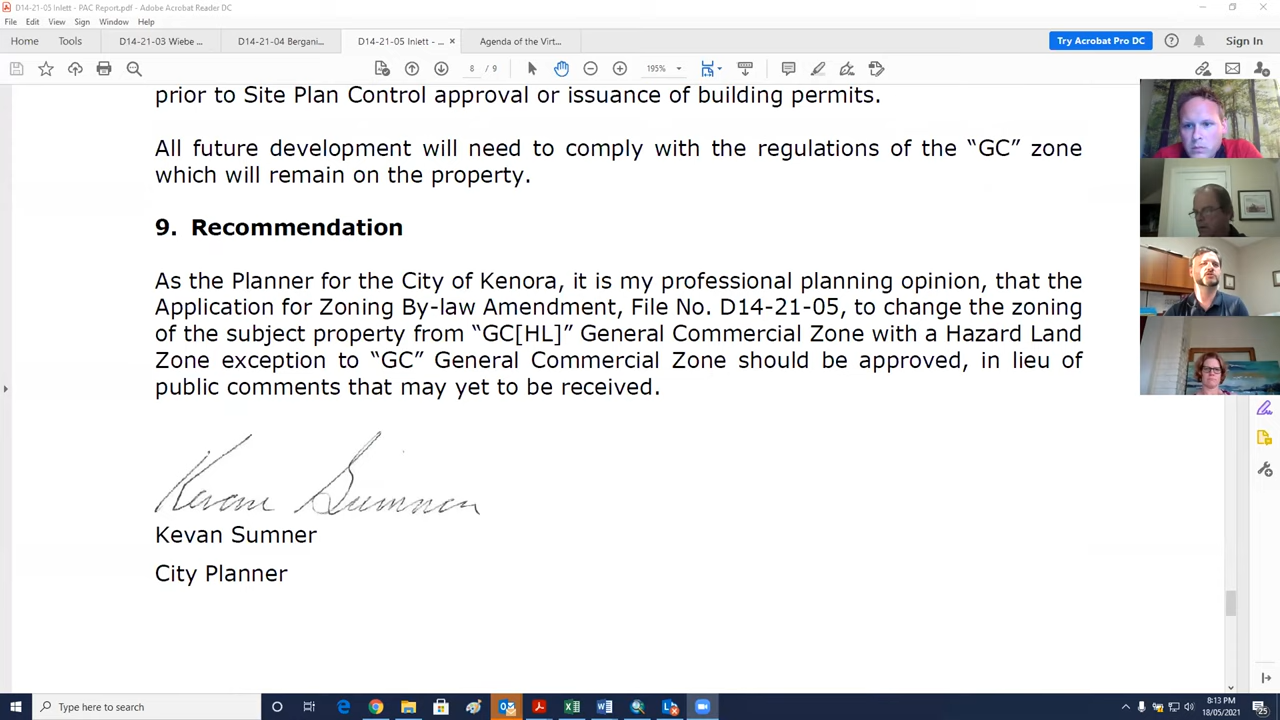 D14-21-05 Inlett - PAC Report.pdf - Adobe Acrobat Reader DC
File Edit View Sign Window Help
Home Tools D14-21-03 Wiebe ... D14-21-04 Bergani... D14-21-05 Inlett - ... × Agenda of the Virt... Try Acrobat Pro DC Sign In
8 / 9 195%
prior to Site Plan Control approval or issuance of building permits.
All future development will need to comply with the regulations of the “GC” zone
which will remain on the property.
9. Recommendation
As the Planner for the City of Kenora, it is my professional planning opinion, that the
Application for Zoning By-law Amendment, File No. D14-21-05, to change the zoning
of the subject property from “GC[HL]” General Commercial Zone with a Hazard Land
Zone exception to “GC” General Commercial Zone should be approved, in lieu of
public comments that may yet to be received.
Kevan Sumner
Kevan Sumner
City Planner
Type here to search
8:13 PM
18/05/2021
25